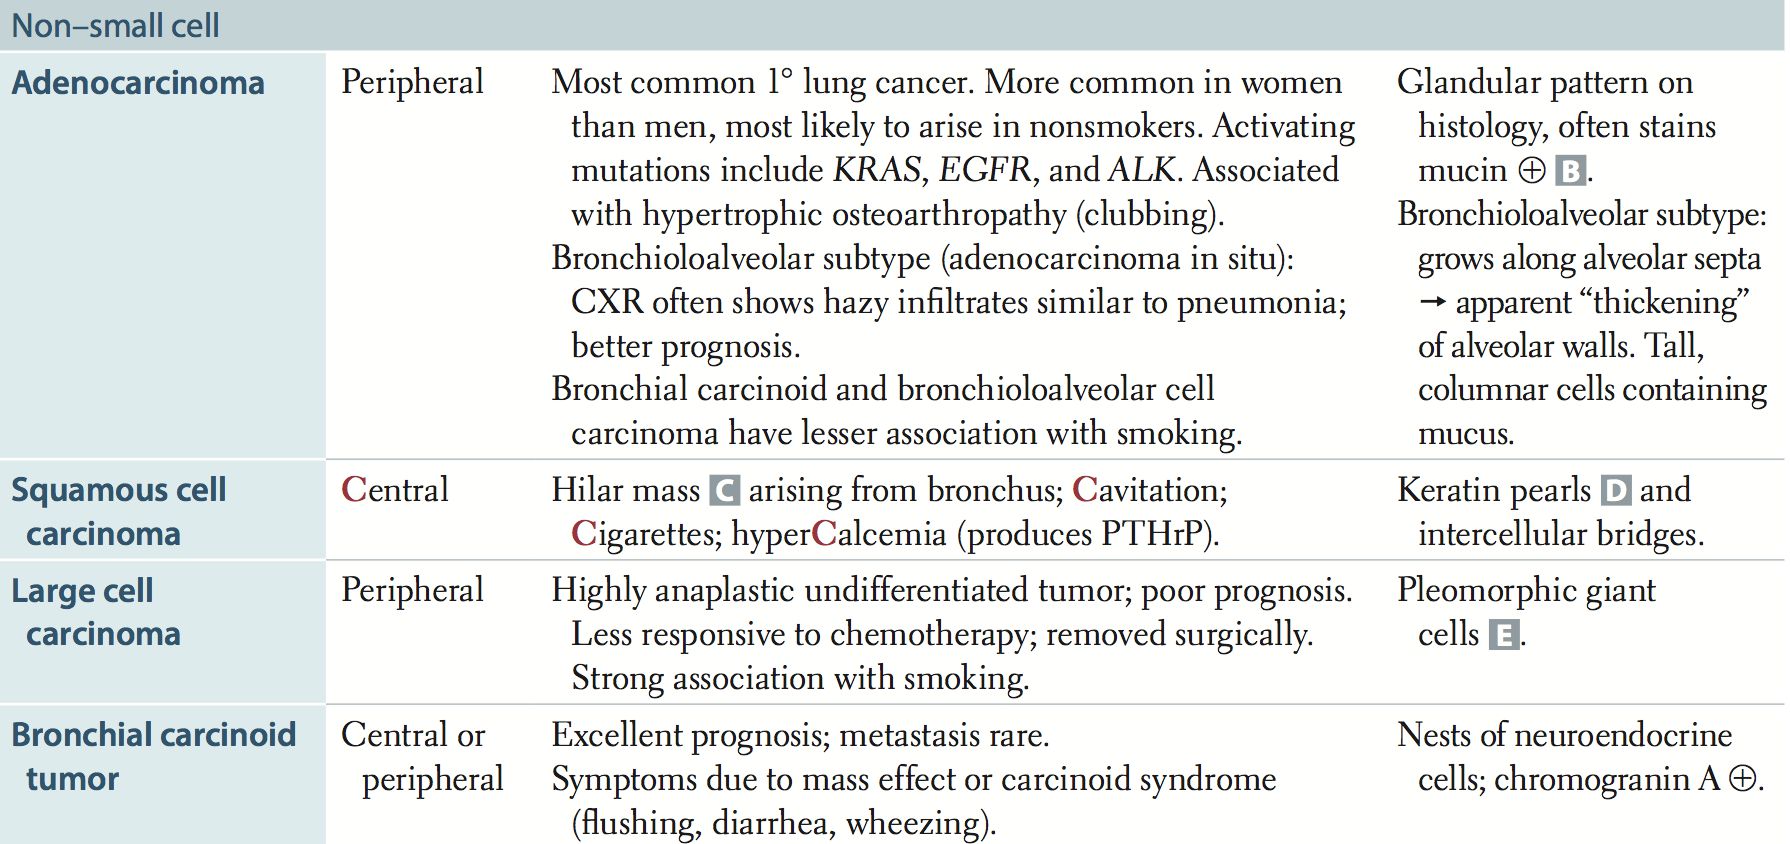 Non–small cell
Adenocarcinoma
Peripheral
Most common 1° lung cancer. More common in women
than men, most likely to arise in nonsmokers. Activating
mutations include KRAS, EGFR, and ALK. Associated
with hypertrophic osteoarthropathy (clubbing).
Bronchioloalveolar subtype (adenocarcinoma in situ):
CXR often shows hazy infiltrates similar to pneumonia;
better prognosis.
Bronchial carcinoid and bronchioloalveolar cell
carcinoma have lesser association with smoking.
Glandular pattern on
histology, often stains
mucin ⊕ B.
Bronchioloalveolar subtype:
grows along alveolar septa
→ apparent “thickening”
of alveolar walls. Tall,
columnar cells containing
mucus.
Squamous cell
carcinoma
Central
Hilar mass C arising from bronchus; Cavitation;
Cigarettes; hyperCalcemia (produces PTHrP).
Keratin pearls D and
intercellular bridges.
Large cell
carcinoma
Peripheral
Highly anaplastic undifferentiated tumor; poor prognosis.
Less responsive to chemotherapy; removed surgically.
Strong association with smoking.
Pleomorphic giant
cells E.
Bronchial carcinoid
tumor
Central or
peripheral
Excellent prognosis; metastasis rare.
Symptoms due to mass effect or carcinoid syndrome
(flushing, diarrhea, wheezing).
Nests of neuroendocrine
cells; chromogranin A ⊕.